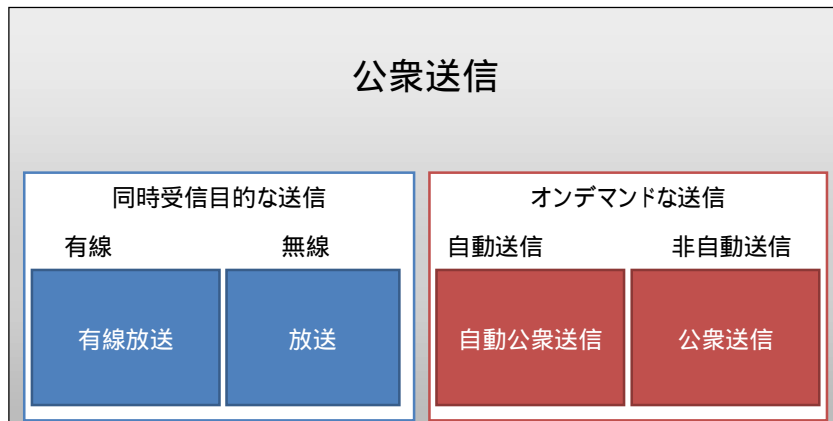 公衆送信
同時受信目的な送信
オンデマンドな送信
有線
無線
自動送信
非自動送信
有線放送
放送
自動公衆送信
公衆送信